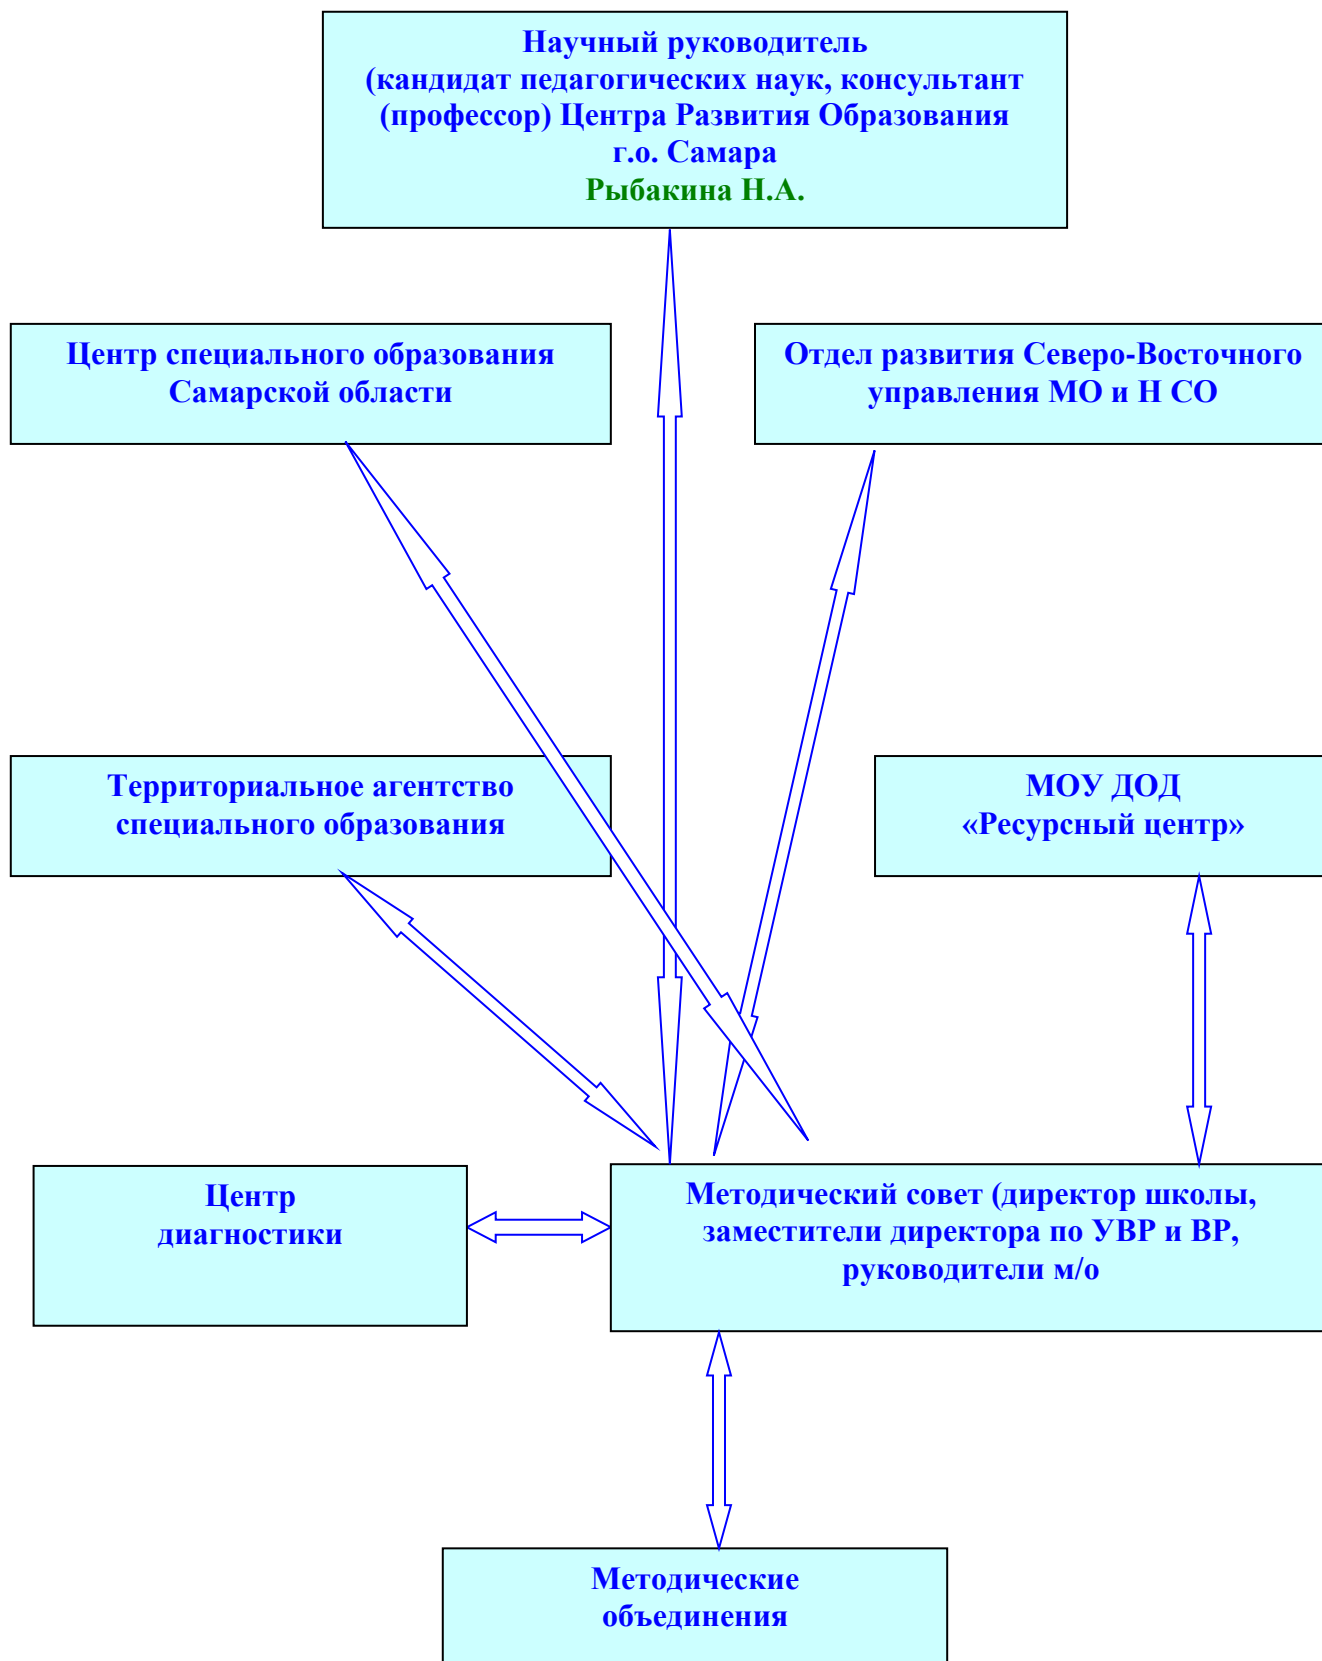 Научный руководитель
(кандидат педагогических наук, консультант
(профессор) Центра Развития Образования
г.о. Самара
Рыбакина Н.А.
Центр специального образования
Самарской области
Отдел развития Северо-Восточного
управления МО и Н СО
Территориальное агентство
специального образования
МОУ ДОД
«Ресурсный центр»
Центр
диагностики
Методический совет (директор школы,
заместители директора по УВР и ВР,
руководители м/о
Методические
объединения